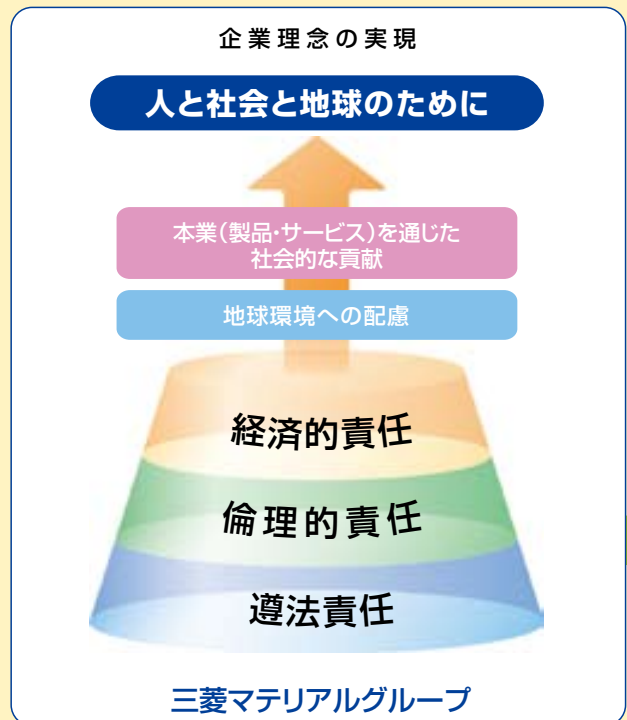 企業理念の実現
人と社会と地球のために
本業(製品・サービス)を通じた
社会的な貢献
地球環境への配慮
経済的責任
倫理的責任
遵法責任
三菱マテリアルグループ